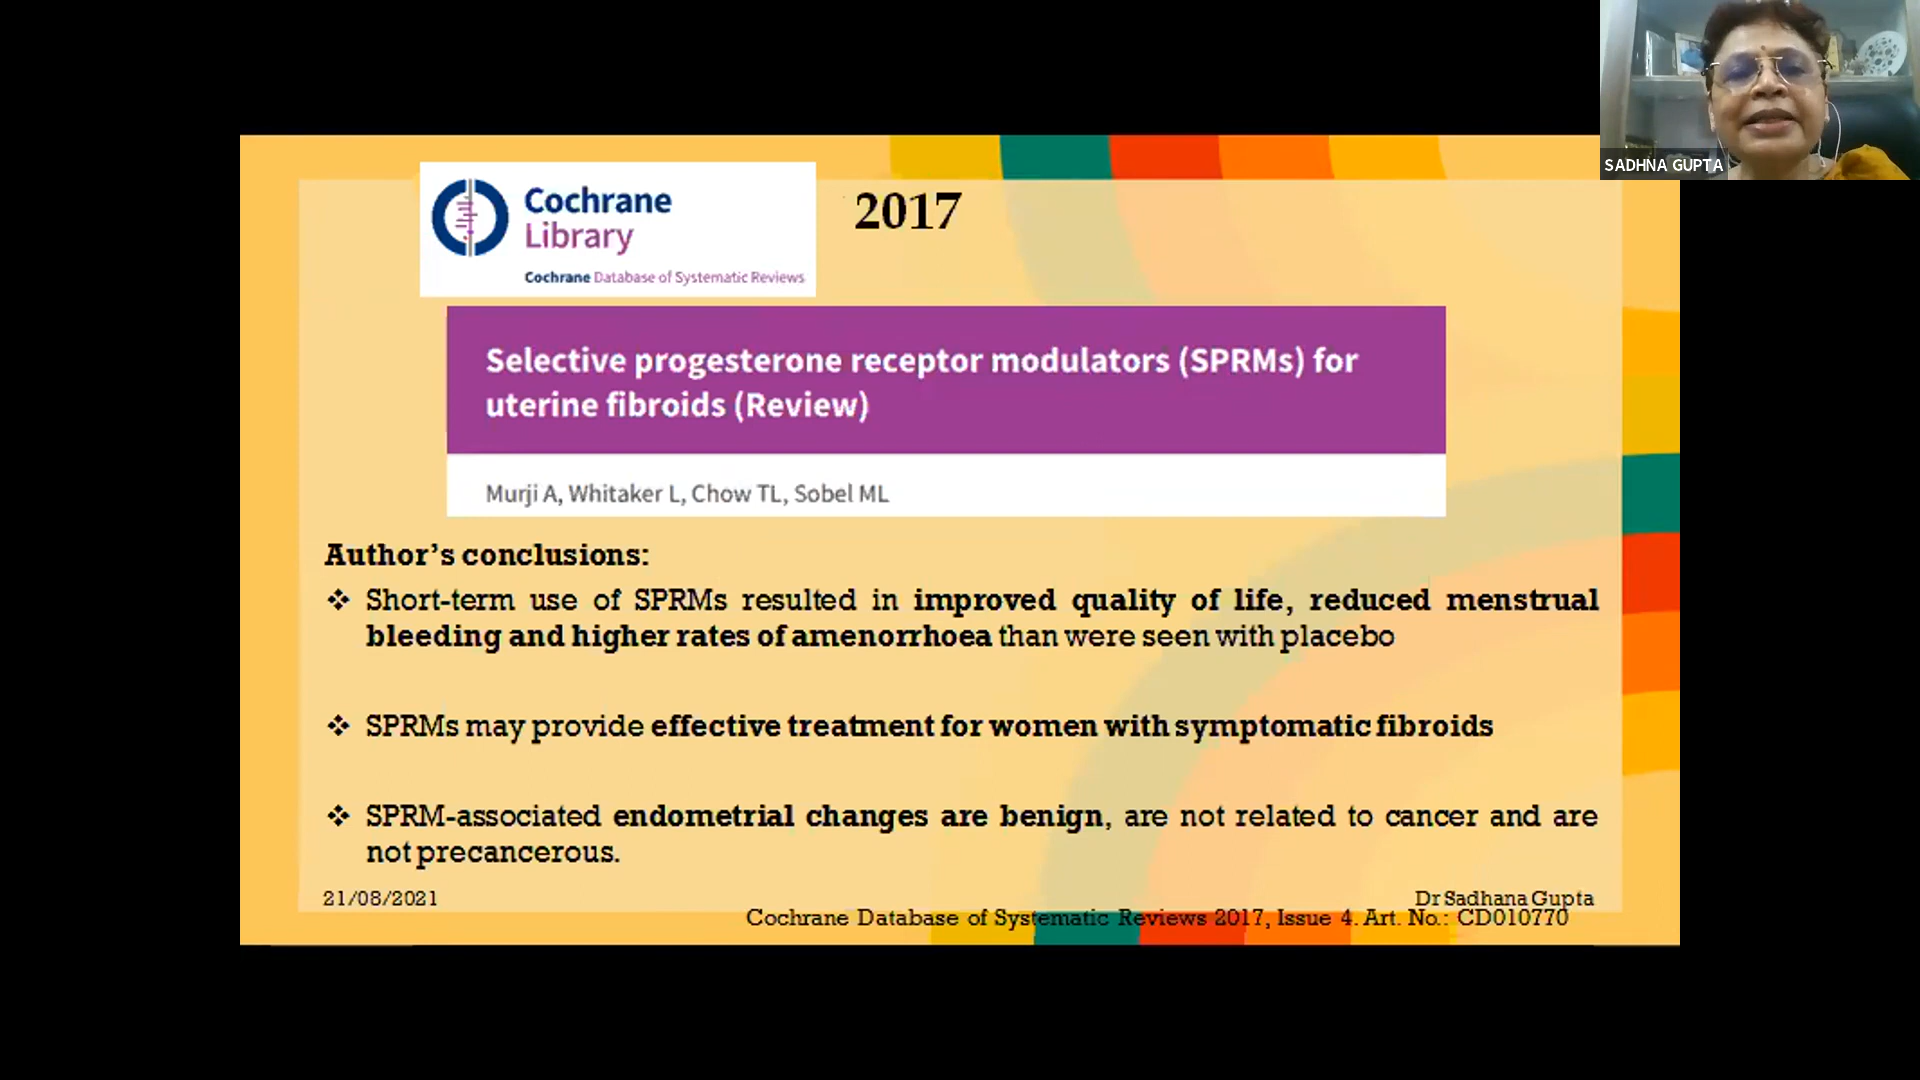 SADHNA GUPTA
Cochrane
Library
Cochrane Database of Systematic Reviews
2017
Selective progesterone receptor modulators (SPRMs) for
uterine fibroids (Review)
Murji A, Whitaker L, Chow TL, Sobel ML
Author's conclusions:
❖ Short-term use of SPRMs resulted in improved quality of life, reduced menstrual
bleeding and higher rates of amenorrhoea than were seen with placebo
❖ SPRMs may provide effective treatment for women with symptomatic fibroids
❖ SPRM-associated endometrial changes are benign, are not related to cancer and are
not precancerous.
21/08/2021
Dr Sadhana Gupta
Cochrane Database of Systematic Reviews 2017, Issue 4. Art. No.: CD010770